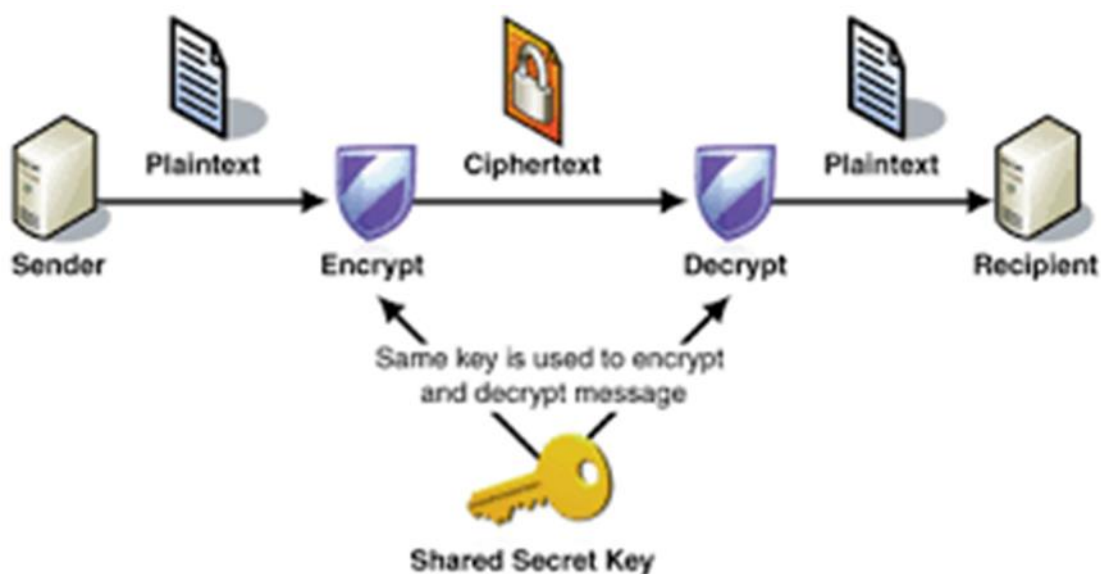 Plaintext
Ciphertext
Plaintext
Sender
Encrypt
Decrypt
Recipient
Same key is used to encrypt
and decrypt message
Shared Secret Key